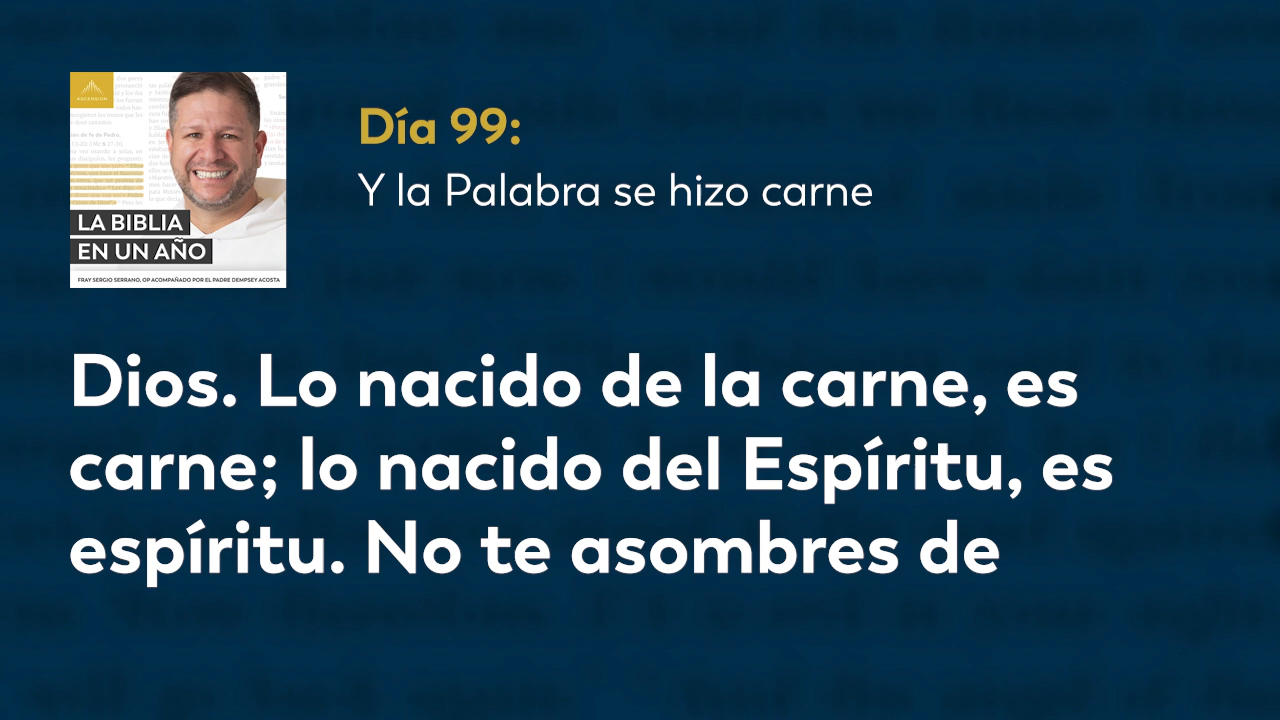 ASCENSION
LA BIBLIA
EN UN AÑO
FRAY SERGIO SERRANO, OP ACOMPAÑADO POR EL PADRE DEMPSEY ACOSTA
Día 99:
Y la Palabra se hizo carne
Dios. Lo nacido de la carne, es
carne; lo nacido del Espíritu, es
espíritu. No te asombres de